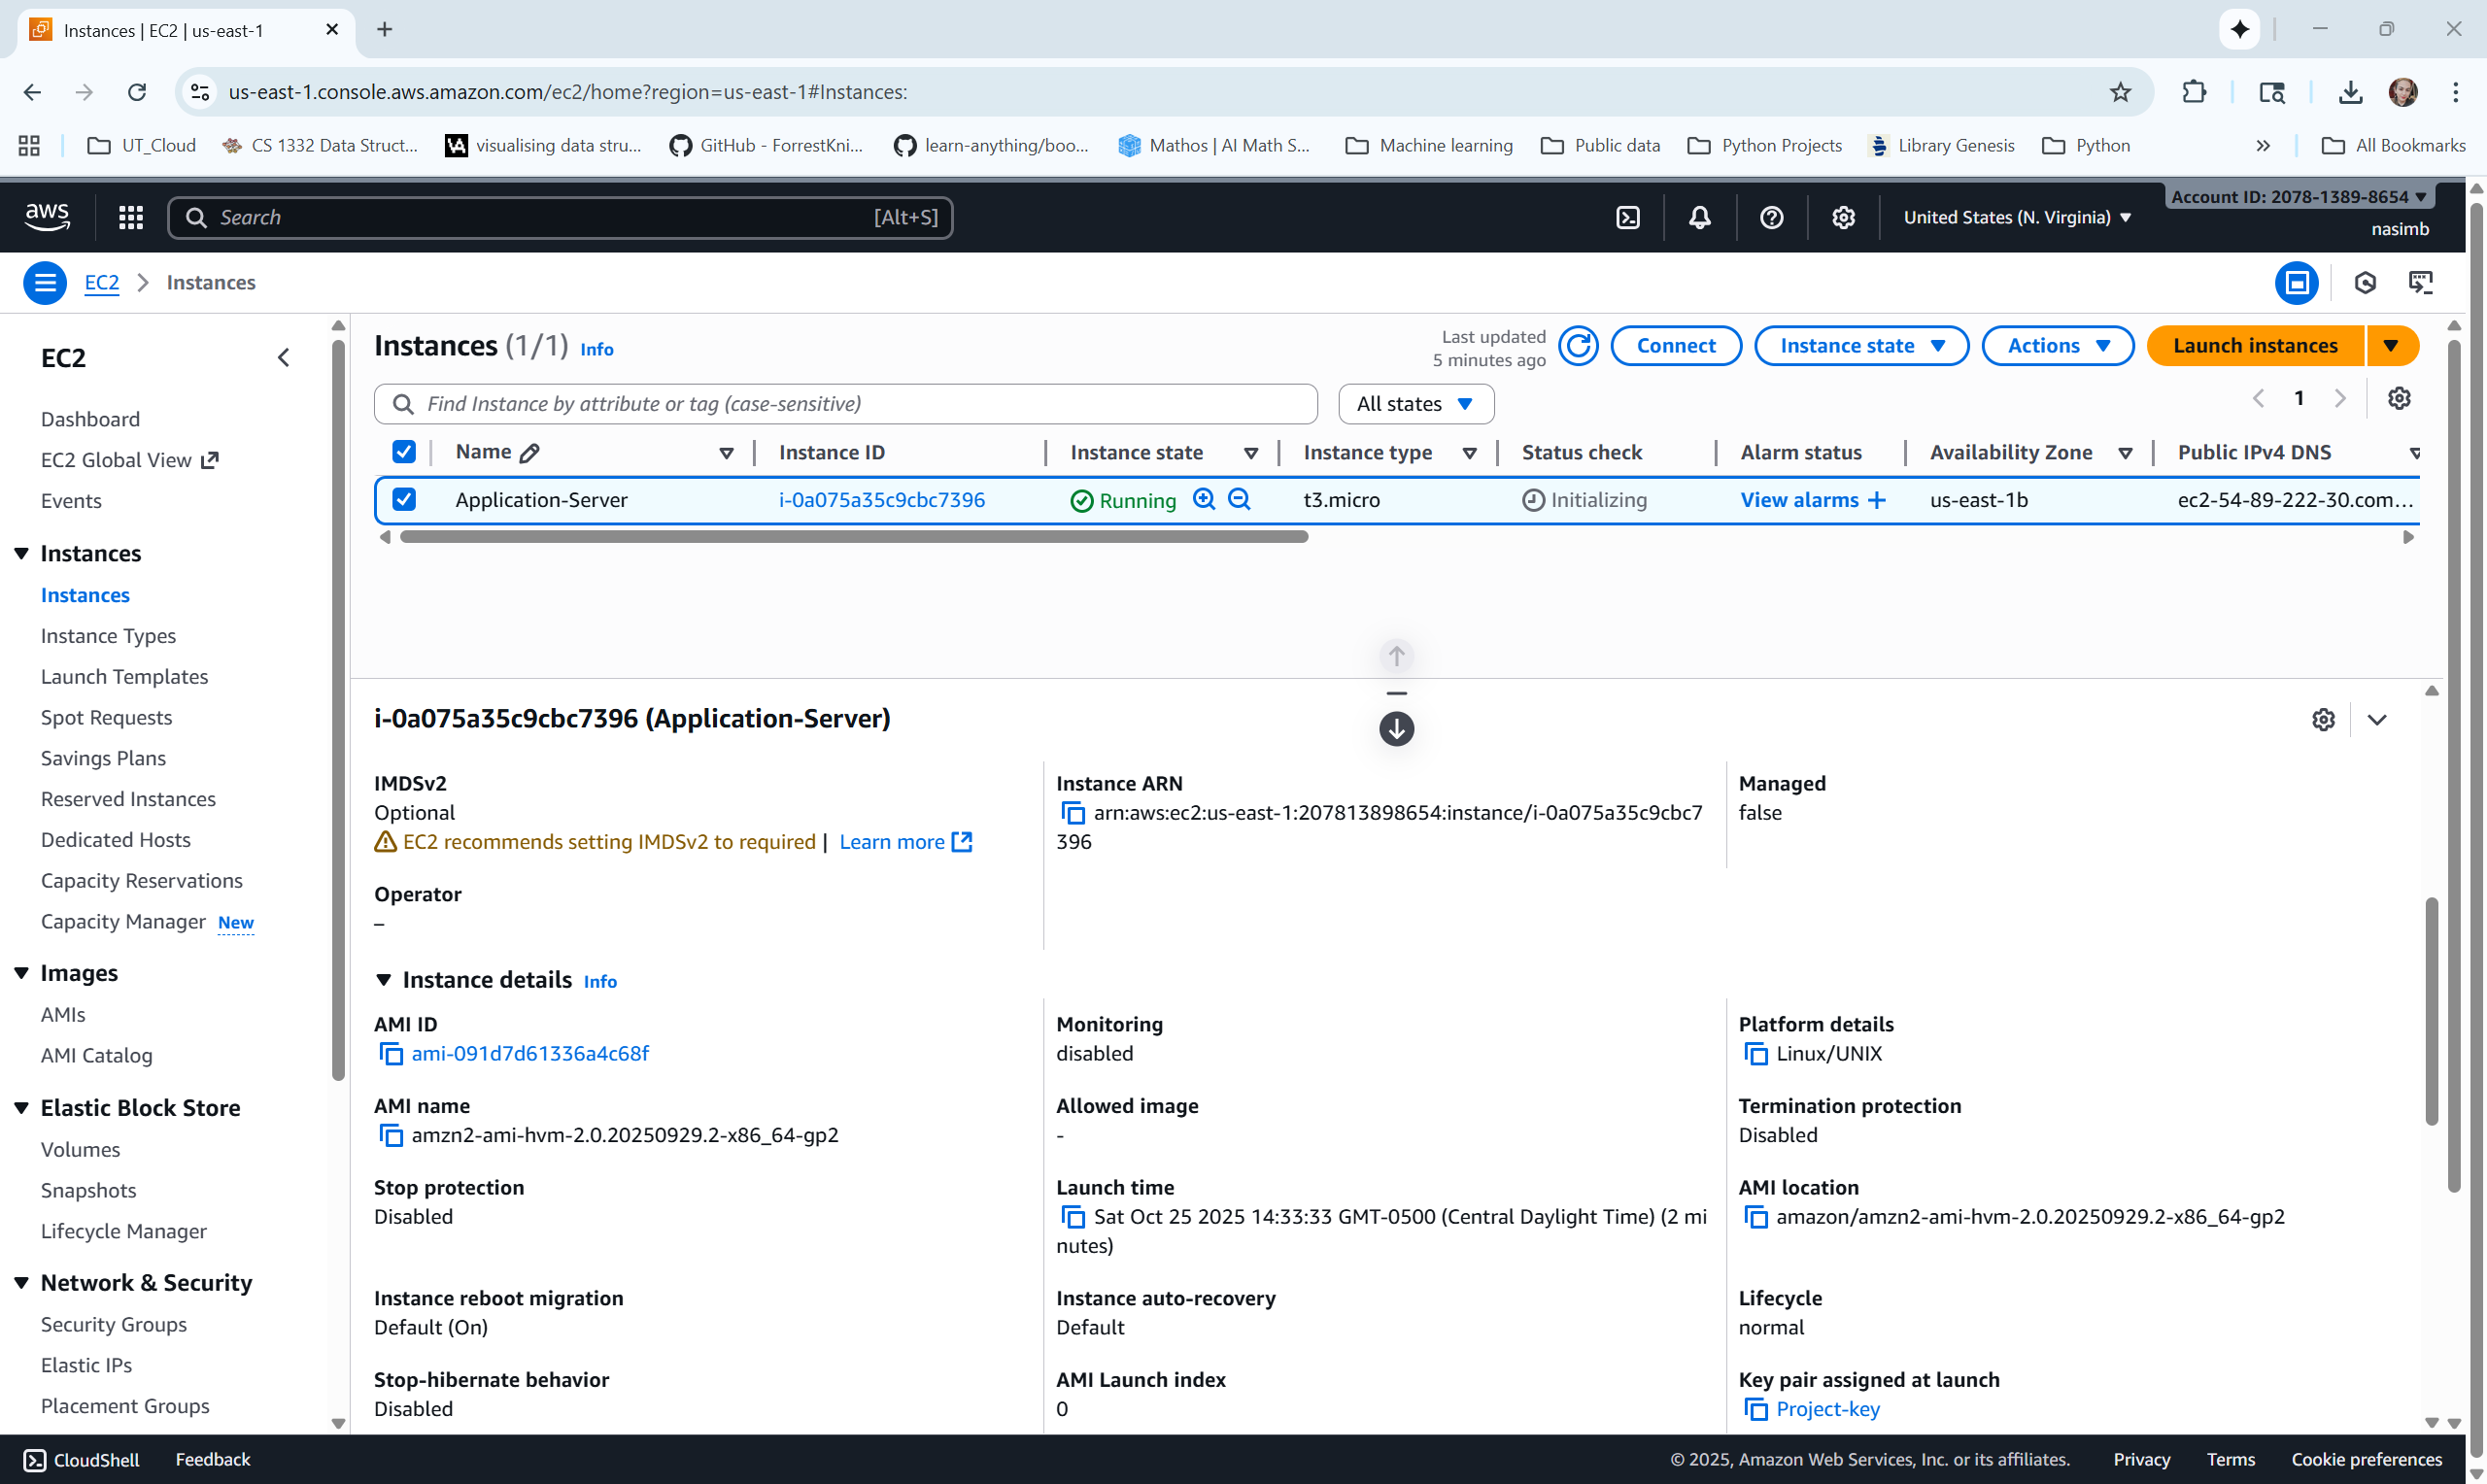 Instances | EC2 | us-east-1
us-east-1.console.aws.amazon.com/ec2/home?region=us-east-1#Instances:
UT_Cloud
CS 1332 Data Struct...
visualising data stru...
GitHub - ForrestKni...
learn-anything/boo...
Mathos | AI Math S...
Machine learning
Public data
Python Projects
Library Genesis
Python
All Bookmarks
aws
Search
[Alt+S]
United States (N. Virginia)
Account ID: 2078-1389-8654
nasimb
EC2
Instances
EC2
Dashboard
EC2 Global View
Events
Instances
Instances
Instance Types
Launch Templates
Spot Requests
Savings Plans
Reserved Instances
Dedicated Hosts
Capacity Reservations
Capacity Manager New
Images
AMIs
AMI Catalog
Elastic Block Store
Volumes
Snapshots
Lifecycle Manager
Network & Security
Security Groups
Elastic IPs
Placement Groups
Instances (1/1) Info
Last updated
5 minutes ago
Connect
Instance state
Actions
Launch instances
Find Instance by attribute or tag (case-sensitive)
All states
1
Name
Instance ID
Instance state
Instance type
Status check
Alarm status
Availability Zone
Public IPv4 DNS
Application-Server
i-0a075a35c9cbc7396
Running
t3.micro
Initializing
View alarms +
us-east-1b
ec2-54-89-222-30.com...
i-0a075a35c9cbc7396 (Application-Server)
IMDSv2
Optional
EC2 recommends setting IMDSv2 to required | Learn more
Instance ARN
arn:aws:ec2:us-east-1:207813898654:instance/i-0a075a35c9cbc7
396
Managed
false
Operator
–
Instance details Info
AMI ID
ami-091d7d61336a4c68f
Monitoring
disabled
Platform details
Linux/UNIX
AMI name
amzn2-ami-hvm-2.0.20250929.2-x86_64-gp2
Allowed image
-
Termination protection
Disabled
Stop protection
Disabled
Launch time
Sat Oct 25 2025 14:33:33 GMT-0500 (Central Daylight Time) (2 mi
nutes)
AMI location
amazon/amzn2-ami-hvm-2.0.20250929.2-x86_64-gp2
Instance reboot migration
Default (On)
Instance auto-recovery
Default
Lifecycle
normal
Stop-hibernate behavior
Disabled
AMI Launch index
0
Key pair assigned at launch
Project-key
CloudShell
Feedback
© 2025, Amazon Web Services, Inc. or its affiliates.
Privacy
Terms
Cookie preferences